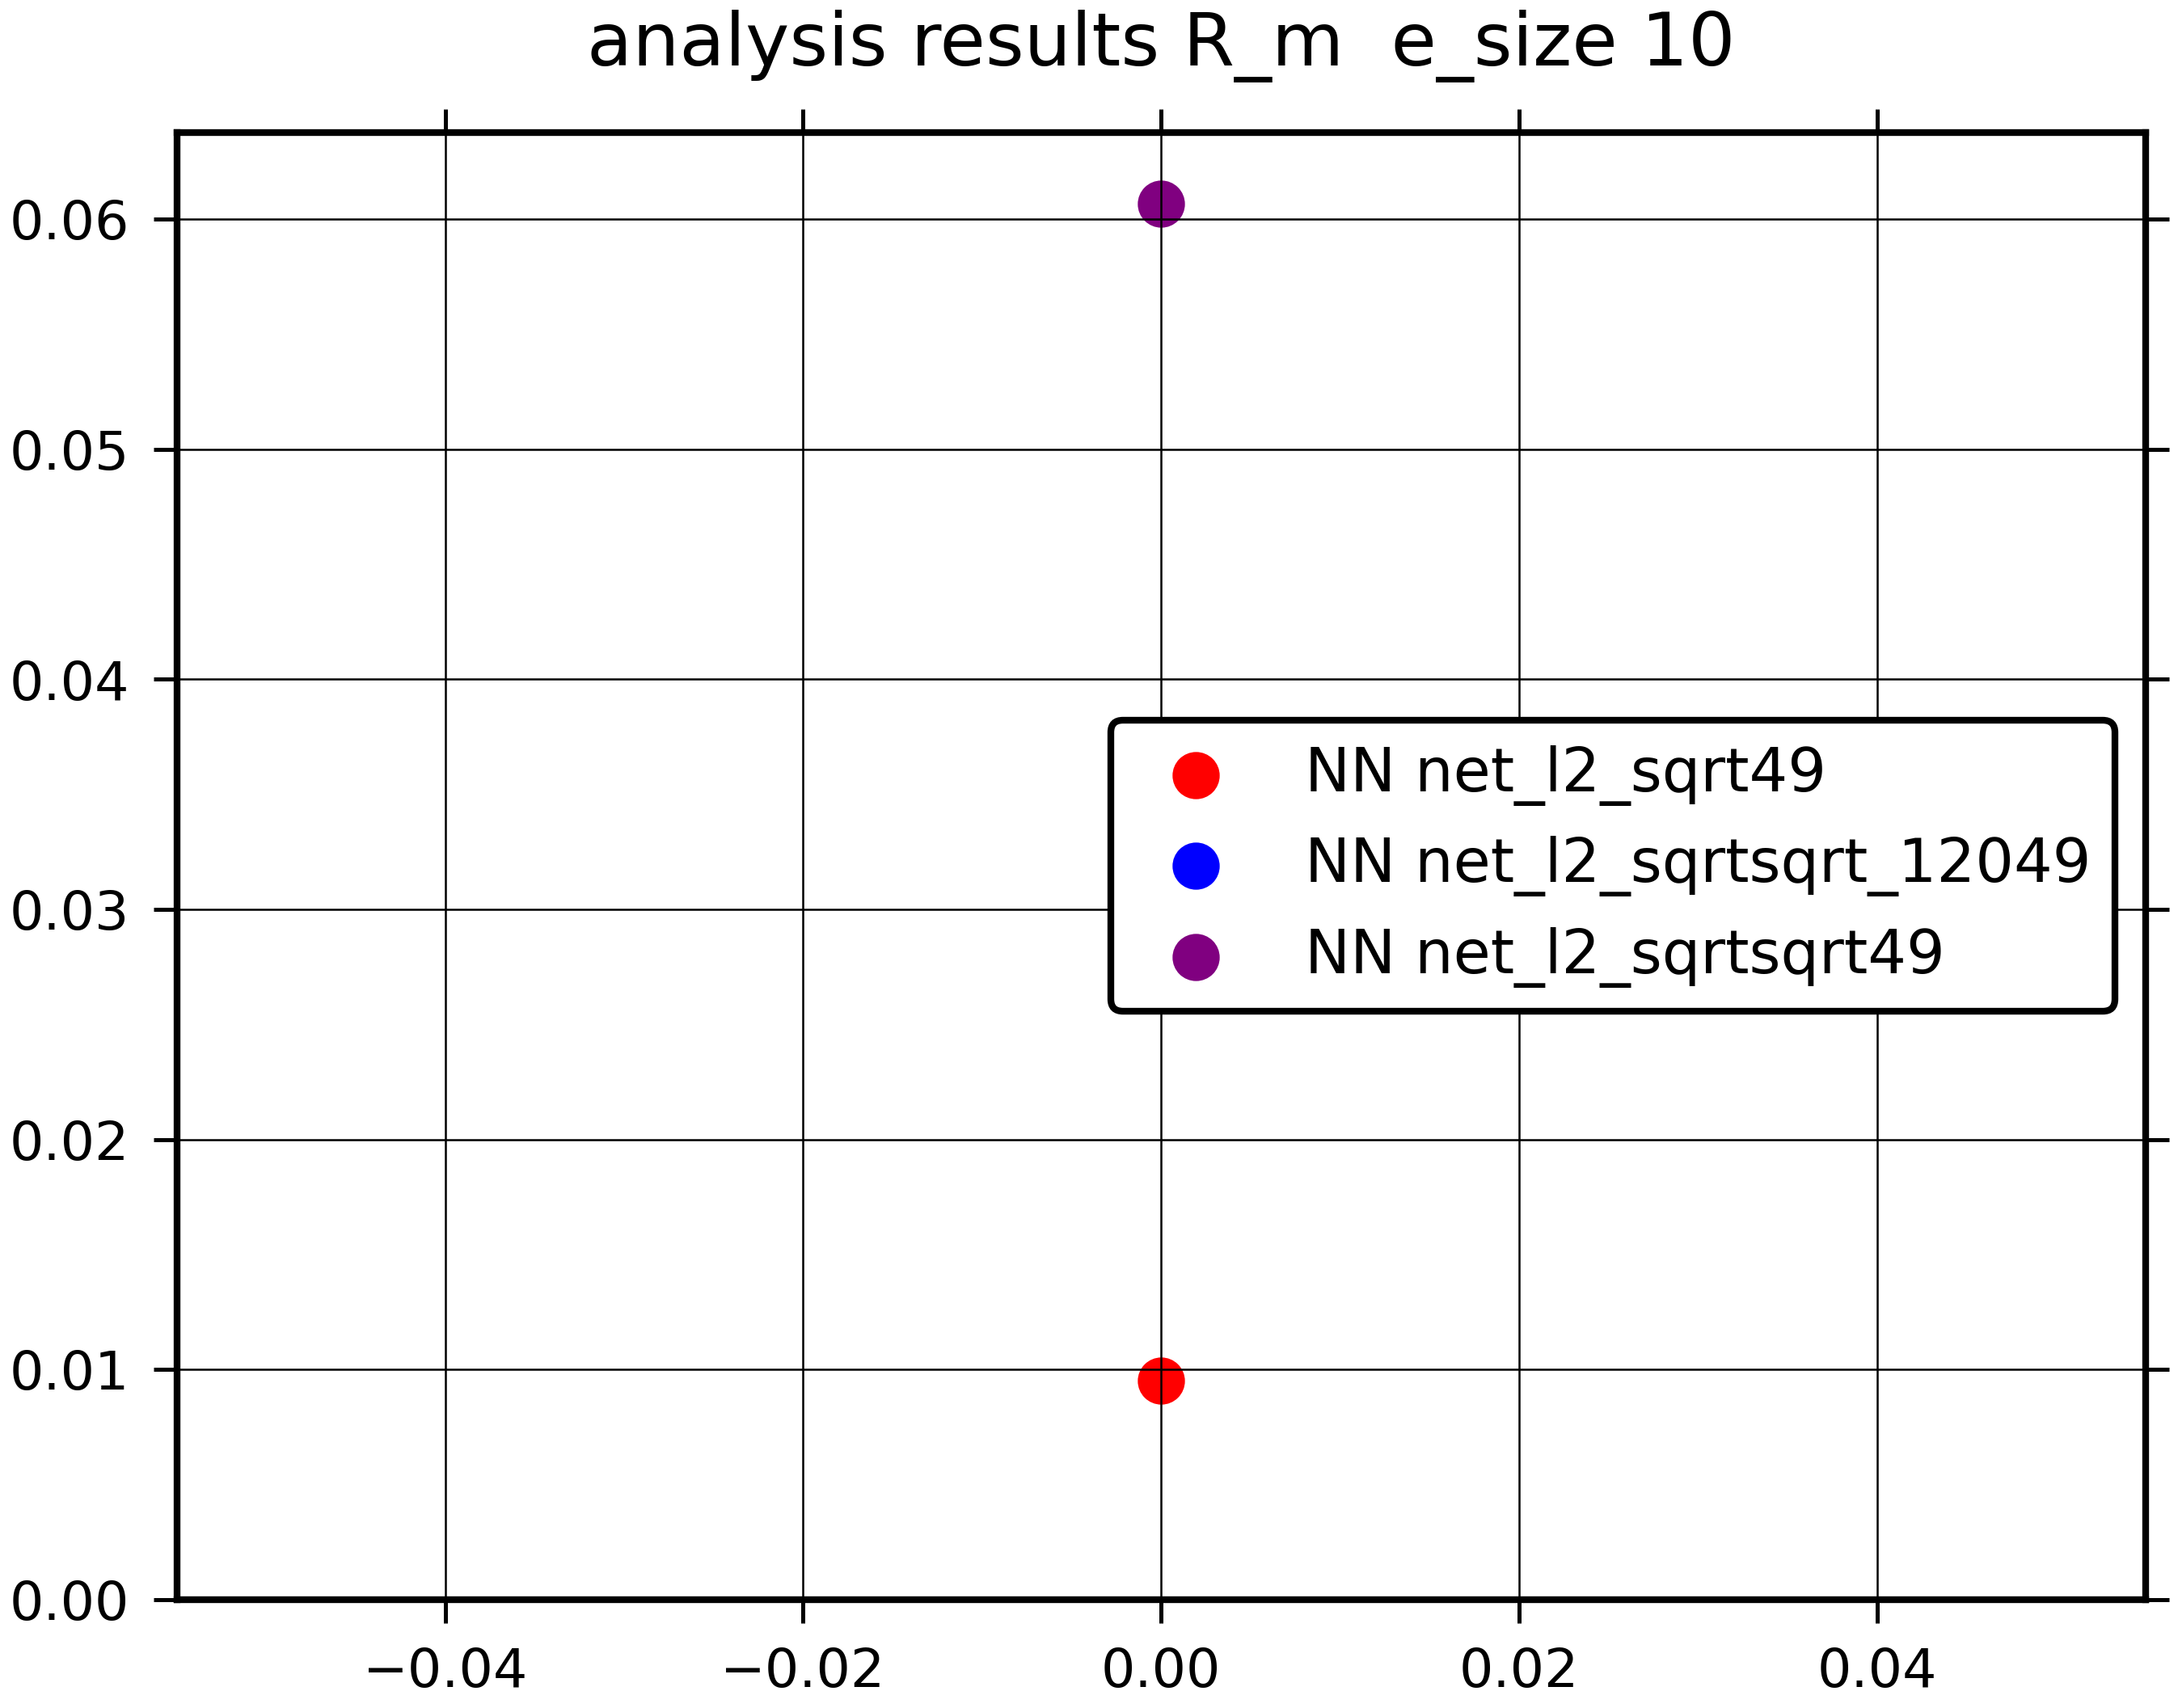 analysis results R_m  e_size 10
0.06
0.05
0.04
0.03
0.02
0.01
0.00
NN net_l2_sqrt49
NN net_l2_sqrtsqrt_12049
NN net_l2_sqrtsqrt49
−0.04 −0.02 0.00 0.02 0.04